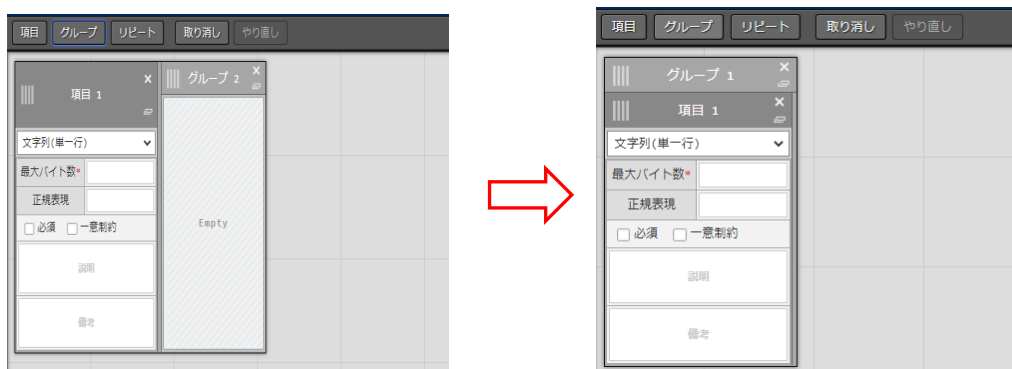 項目 グループ リピート 取り消し やり直し
項目 1
グループ 2
文字列(単一行)
最大バイト数*
正規表現
必須 一意制約
Empty
説明
備考
項目 グループ リピート 取り消し やり直し
グループ 1
項目 1
文字列(単一行)
最大バイト数*
正規表現
必須 一意制約
説明
備考